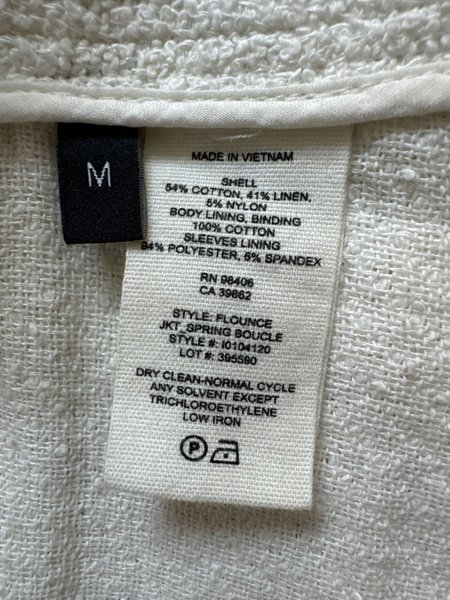 M
MADE IN VIETNAM
SHELL
54% COTTON, 41% LINEN,
5% NYLON
BODY LINING, BINDING
100% COTTON
SLEEVES LINING
94% POLYESTER, 6% SPANDEX
RN 98406
CA 39662
STYLE: FLOUNCE
JKT_SPRING BOUCLE
STYLE #: I0104120
LOT #: 395590
DRY CLEAN-NORMAL CYCLE
ANY SOLVENT EXCEPT
TRICHLOROETHYLENE
LOW IRON
P